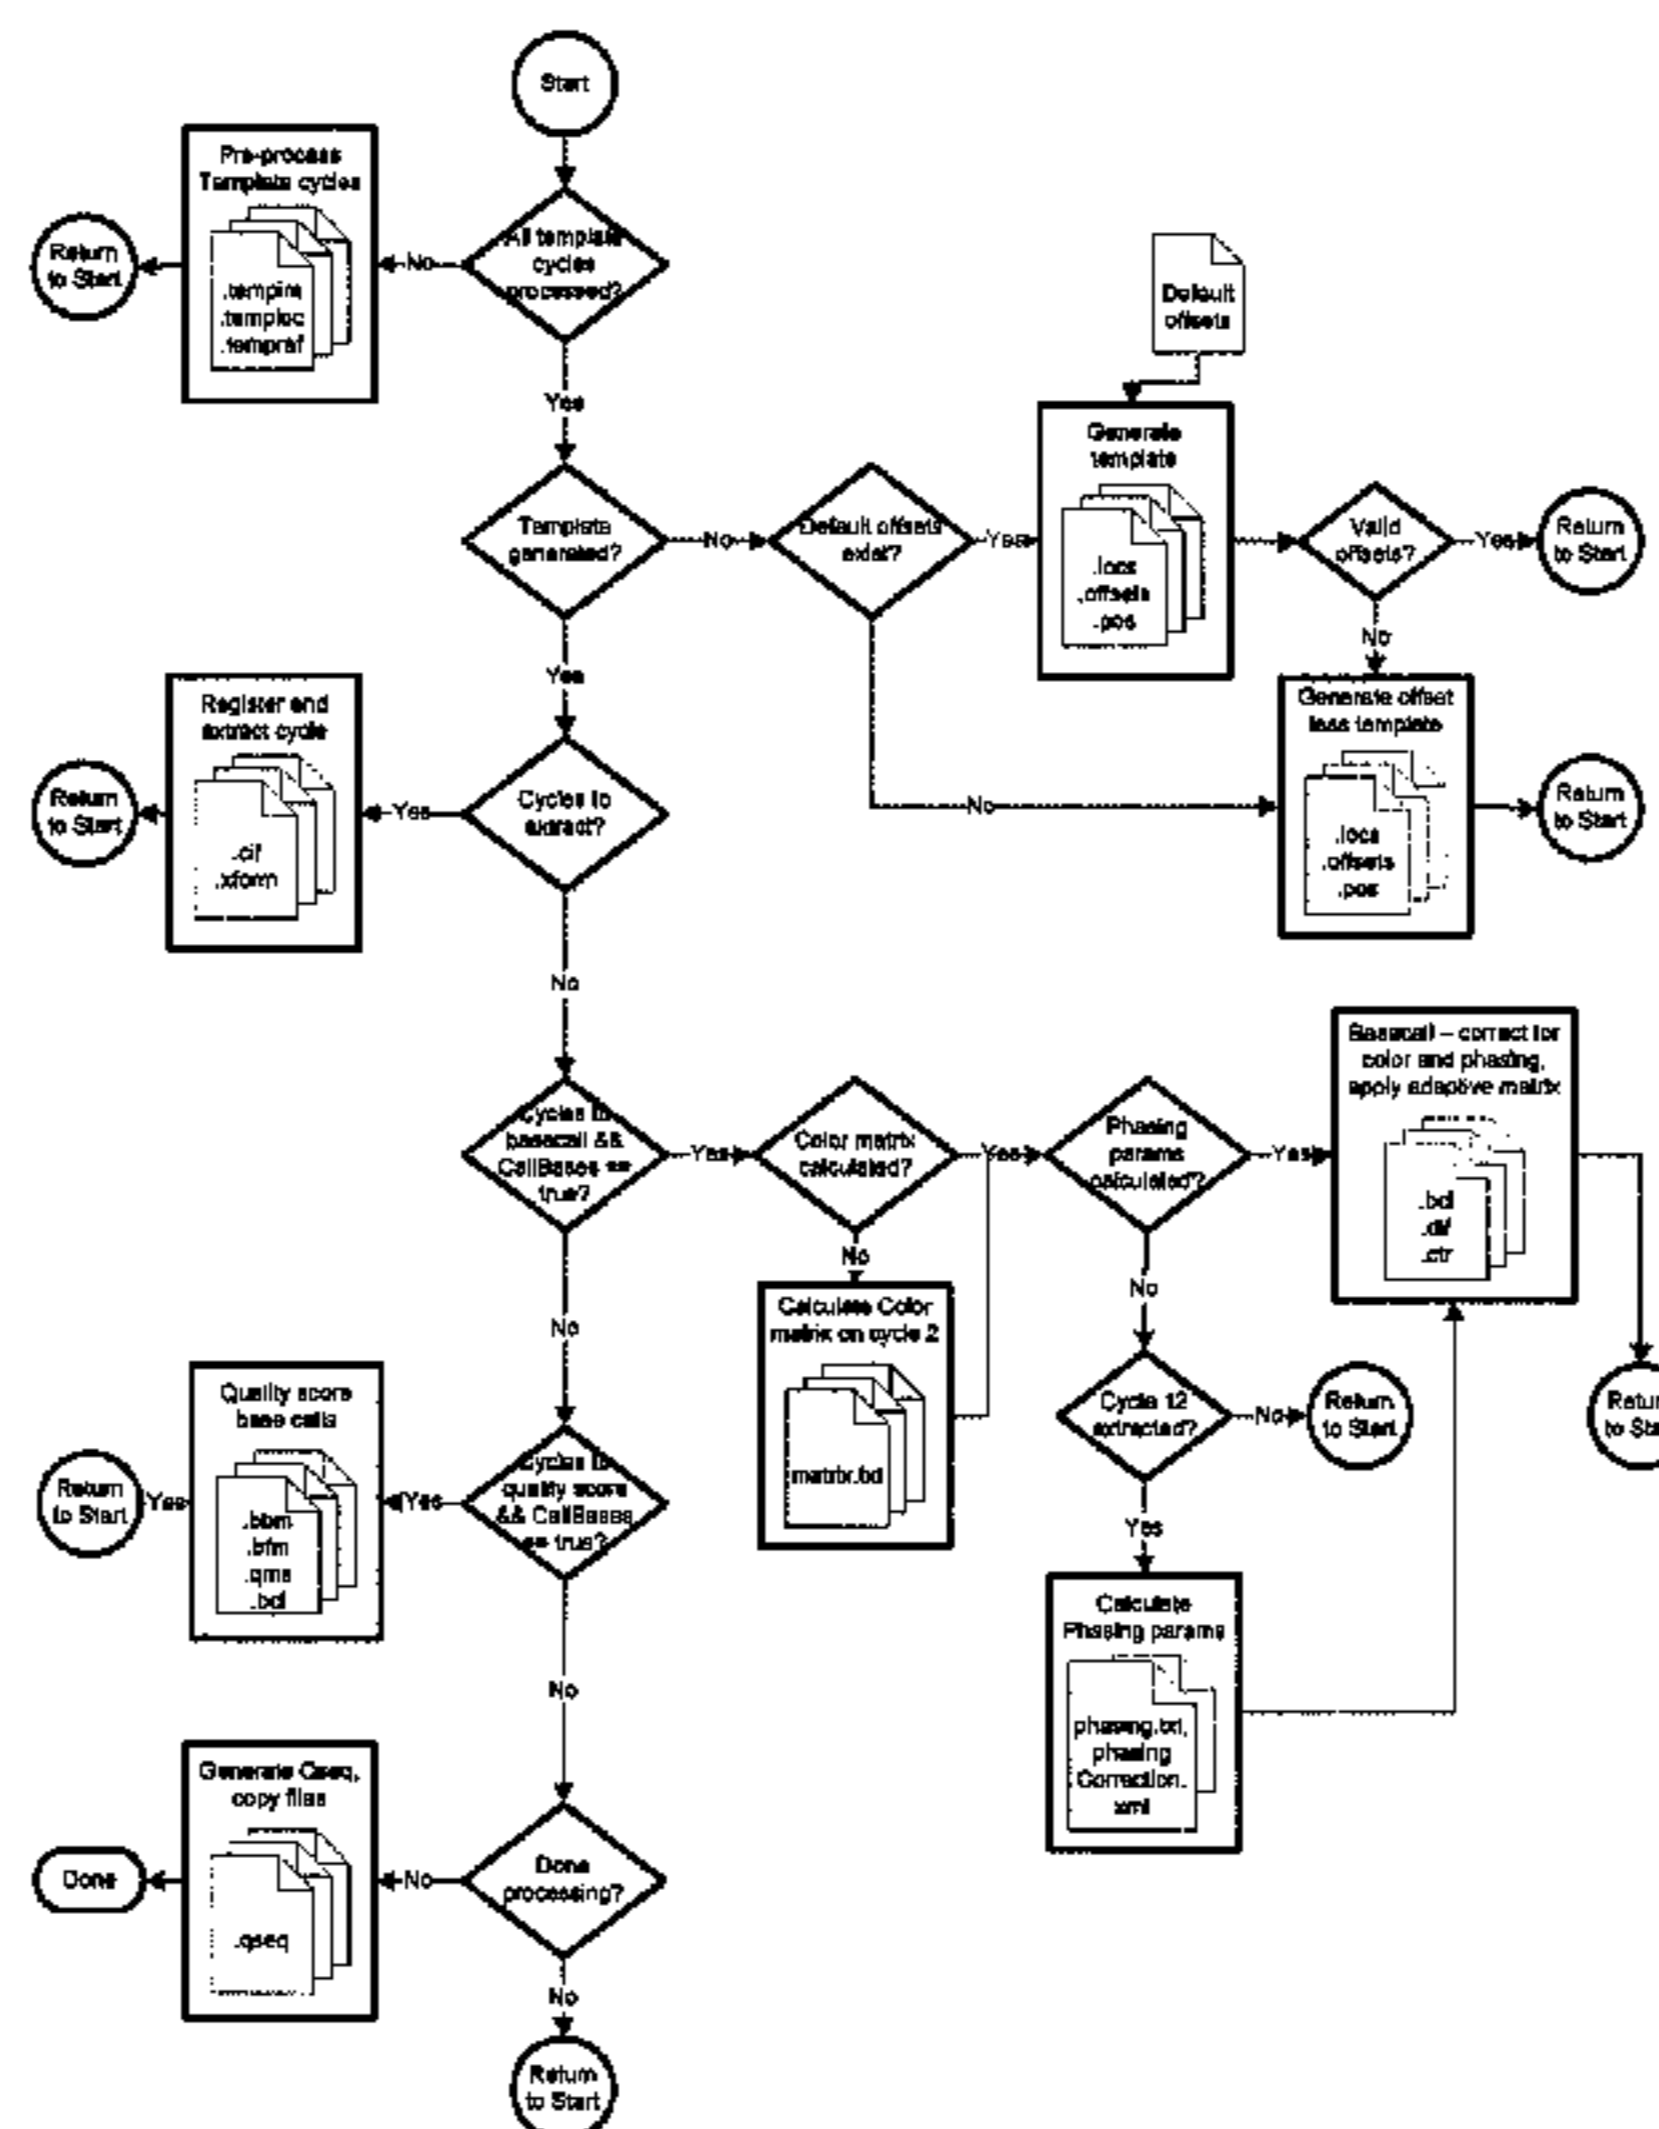 Start
Pre-process
Template cycles
.temploc
Return
to Start
No
All template
cycles
processed?
Yes
Default
offsets
Generate
template
.locs
.offsets
.pos
Template
generated?
No
Default offsets
exist?
Yes
Valid
offsets?
Yes
Return
to Start
No
Yes
Generate offset
less template
.locs
.offsets
.pos
Return
to Start
No
Register and
extract cycle
.cif
.xform
Return
to Start
Yes
Cycles to
extract?
No
Basecall – correct for
color and phasing,
apply adaptive matrix
.bcl
.dif
.ctr
Cycles to
basecall &&
CallBases ==
true?
Yes
Color matrix
calculated?
Yes
Phasing
params
calculated?
Yes
No
Calculate Color
matrix on cycle 2
matrix.txt
No
No
Cycle 12
extracted?
No
Return
to Start
Return
to Start
Quality score
base calls
.bbm
.bfm
.qms
.bcl
Return
to Start
Yes
Yes
Cycles to
quality score
&& CallBases
== true?
Yes
Calculate
Phasing params
phasing.txt,
phasing
Correction.
xml
No
Generate Qseq,
copy files
.qseq
Done
No
Done
processing?
No
Return
to Start